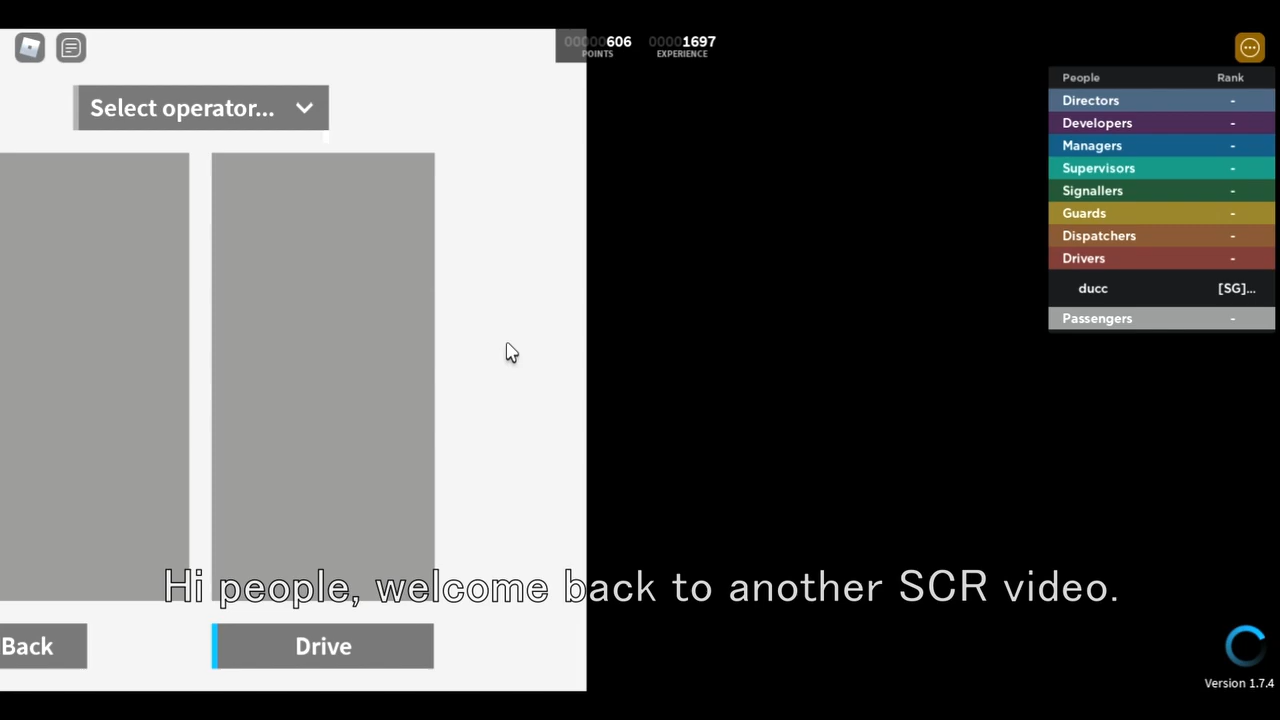 00000606
POINTS
00001697
EXPERIENCE
Select operator...
People Rank
Directors -
Developers -
Managers -
Supervisors -
Signallers -
Guards -
Dispatchers -
Drivers -
ducc [SG]...
Passengers -
Hi people, welcome back to another SCR video.
Back
Drive
Version 1.7.4